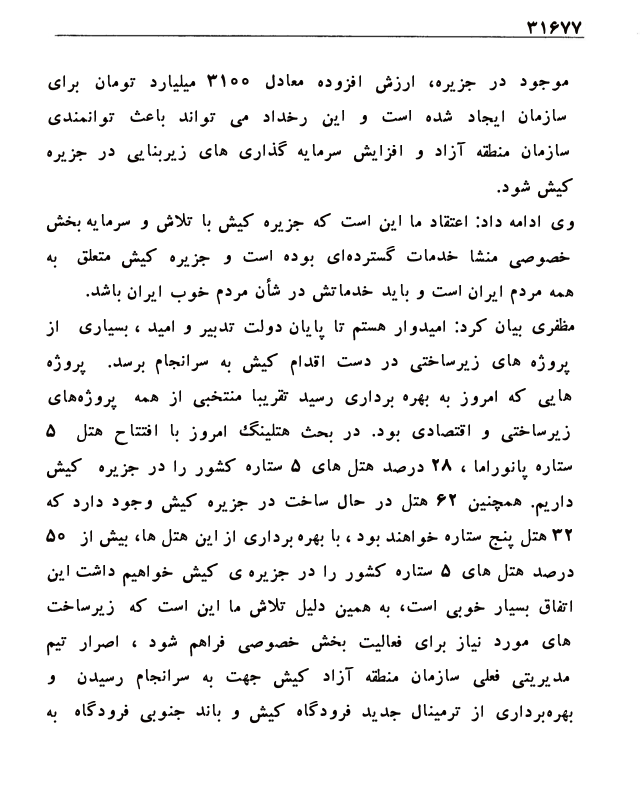 ۳۱۶۷۷
موجود در جزیره، ارزش افزوده معادل ۳۱۰۰ میلیارد تومان برای
سازمان ایجاد شده است و این رخداد می تواند باعث توانمندی
سازمان منطقه آزاد و افزایش سرمایه گذاری های زیربنایی در جزیره
کیش شود.
وی ادامه داد: اعتقاد ما این است که جزیره کیش با تلاش و سرمایه بخش
خصوصی منشا خدمات گسترده‌ای بوده است و جزیره کیش متعلق به
همه مردم ایران است و باید خدماتش در شأن مردم خوب ایران باشد.
مظفری بیان کرد: امیدوار هستم تا پایان دولت تدبیر و امید ، بسیاری از
پروژه های زیرساختی در دست اقدام کیش به سرانجام برسد. پروژه
هایی که امروز به بهره برداری رسید تقریبا منتخبی از همه پروژه‌های
زیرساختی و اقتصادی بود. در بحث هتلینگ امروز با افتتاح هتل ۵
ستاره پانوراما ، ۲۸ درصد هتل های ۵ ستاره کشور را در جزیره کیش
داریم. همچنین ۶۲ هتل در حال ساخت در جزیره کیش وجود دارد که
۳۲ هتل پنج ستاره خواهند بود ، با بهره برداری از این هتل ها، بیش از ۵۰
درصد هتل های ۵ ستاره کشور را در جزیره ی کیش خواهیم داشت این
اتفاق بسیار خوبی است، به همین دلیل تلاش ما این است که زیرساخت
های مورد نیاز برای فعالیت بخش خصوصی فراهم شود ، اصرار تیم
مدیریتی فعلی سازمان منطقه آزاد کیش جهت به سرانجام رسیدن و
بهره‌برداری از ترمینال جدید فرودگاه کیش و باند جنوبی فرودگاه به